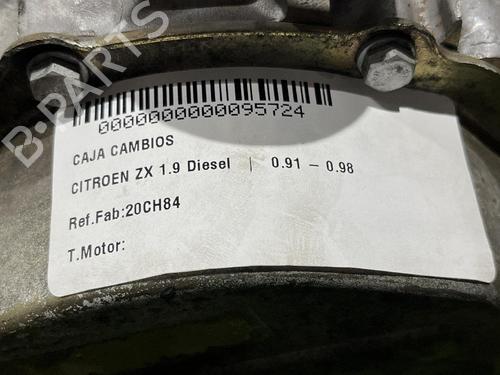 B-PARTS
0000000000095724
CAJA CAMBIOS
CITROEN ZX 1.9 Diesel | 0.91 – 0.98
Ref.Fab:20CH84
T.Motor: